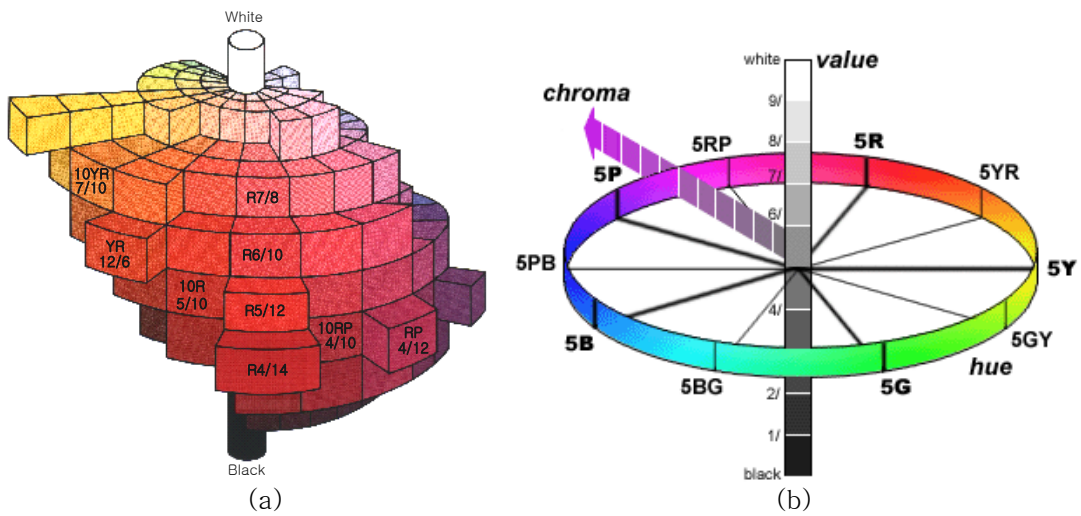 White
10YR
7/10
R7/8
YR
12/6
R6/10
10R
5/10
R5/12
10RP
4/10
RP
4/12
R4/14
Black
(a)
white
value
9/
chroma
8/
5RP
5R
7/
5P
5YR
6/
5PB
5Y
4/
5B
5GY
hue
5BG
5G
2/
1/
black
(b)